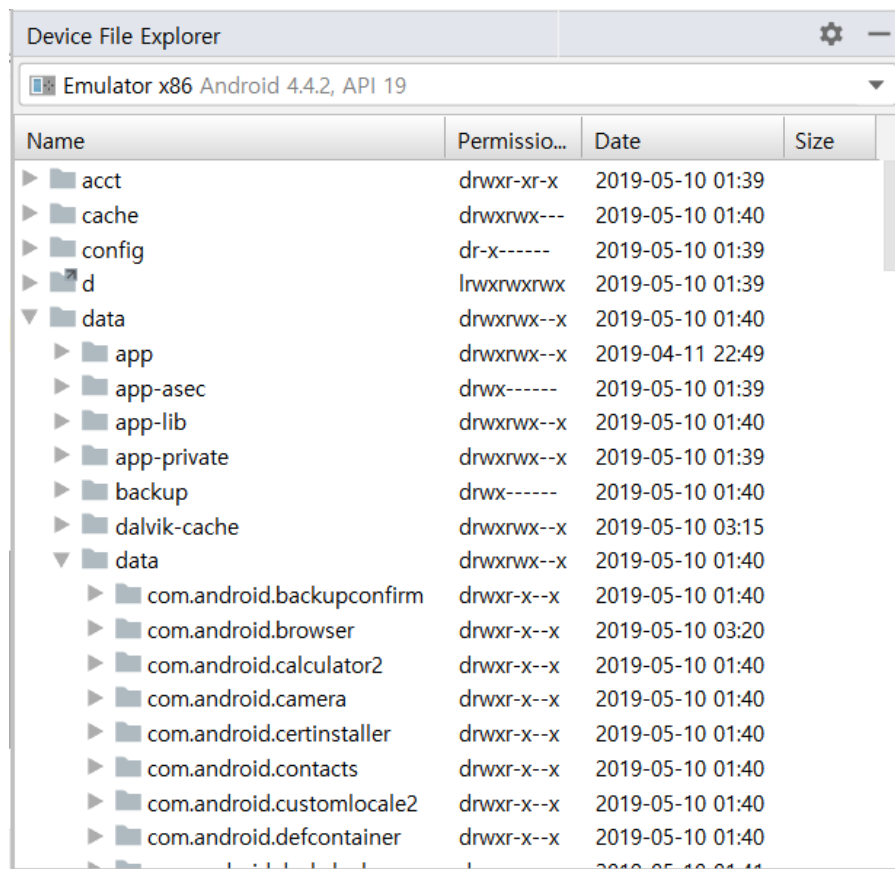 Device File Explorer
Emulator x86 Android 4.4.2, API 19
Name Permissio... Date Size
acct drwxr-xr-x 2019-05-10 01:39
cache drwxrwx--- 2019-05-10 01:40
config dr-x------ 2019-05-10 01:39
d lrwxrwxrwx 2019-05-10 01:39
data drwxrwx--x 2019-05-10 01:40
app drwxrwx--x 2019-04-11 22:49
app-asec drwx------ 2019-05-10 01:39
app-lib drwxrwx--x 2019-05-10 01:40
app-private drwxrwx--x 2019-05-10 01:39
backup drwx------ 2019-05-10 01:40
dalvik-cache drwxrwx--x 2019-05-10 03:15
data drwxrwx--x 2019-05-10 01:40
com.android.backupconfirm drwxr-x--x 2019-05-10 01:40
com.android.browser drwxr-x--x 2019-05-10 03:20
com.android.calculator2 drwxr-x--x 2019-05-10 01:40
com.android.camera drwxr-x--x 2019-05-10 01:40
com.android.certinstaller drwxr-x--x 2019-05-10 01:40
com.android.contacts drwxr-x--x 2019-05-10 01:40
com.android.customlocale2 drwxr-x--x 2019-05-10 01:40
com.android.defcontainer drwxr-x--x 2019-05-10 01:40